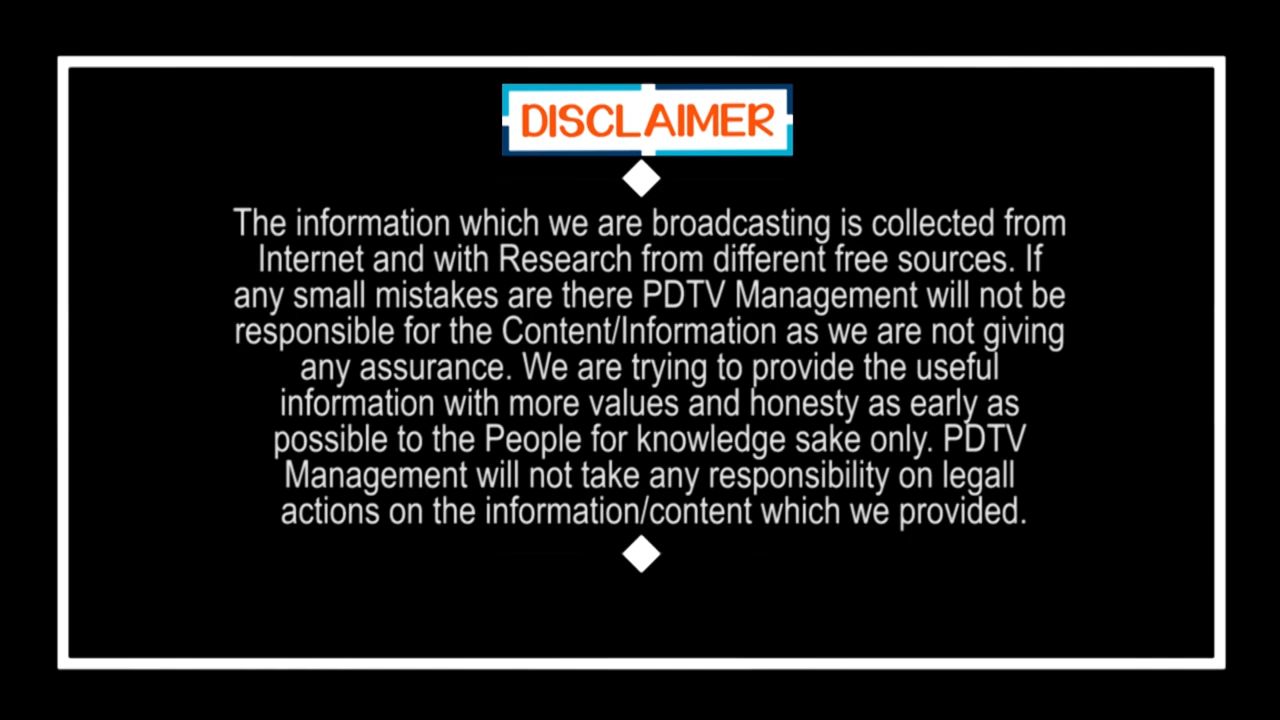 DISCLAIMER
The information which we are broadcasting is collected from
Internet and with Research from different free sources. If
any small mistakes are there PDTV Management will not be
responsible for the Content/Information as we are not giving
any assurance. We are trying to provide the useful
information with more values and honesty as early as
possible to the People for knowledge sake only. PDTV
Management will not take any responsibility on legall
actions on the information/content which we provided.